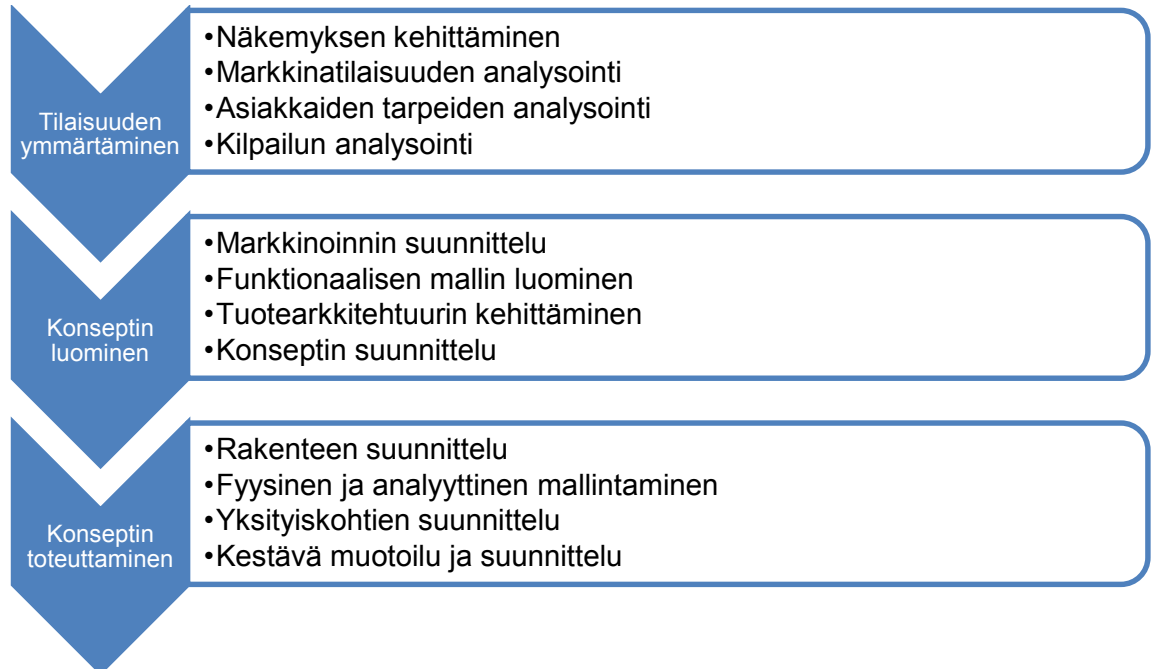 Tilaisuuden
ymmärtäminen
•Näkemyksen kehittäminen
•Markkinatilaisuuden analysointi
•Asiakkaiden tarpeiden analysointi
•Kilpailun analysointi
Konseptin
luominen
•Markkinoinnin suunnittelu
•Funktionaalisen mallin luominen
•Tuotearkkitehtuurin kehittäminen
•Konseptin suunnittelu
Konseptin
toteuttaminen
•Rakenteen suunnittelu
•Fyysinen ja analyyttinen mallintaminen
•Yksityiskohtien suunnittelu
•Kestävä muotoilu ja suunnittelu